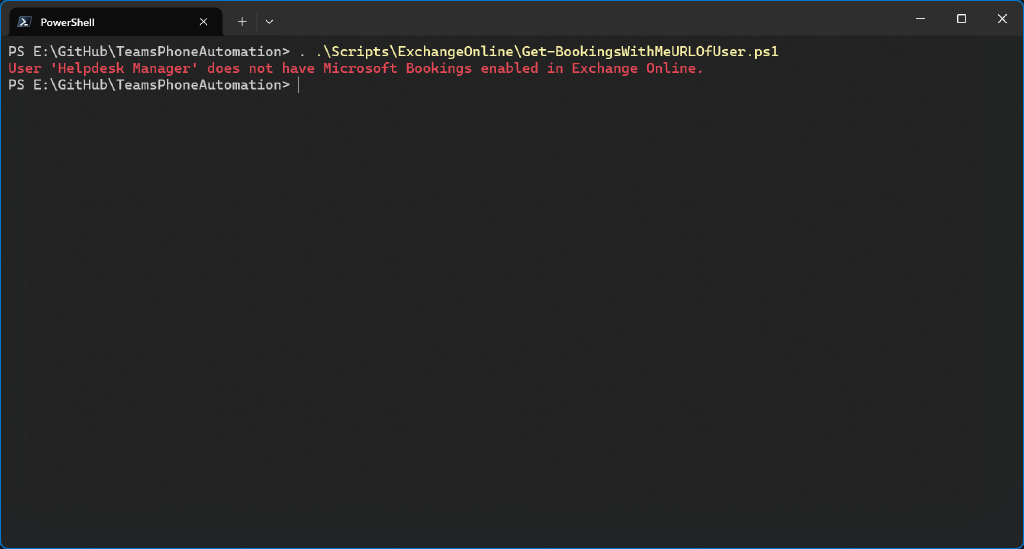 PowerShell
PS E:\GitHub\TeamsPhoneAutomation> . .\Scripts\ExchangeOnline\Get-BookingsWithMeURLOfUser.ps1
User 'Helpdesk Manager' does not have Microsoft Bookings enabled in Exchange Online.
PS E:\GitHub\TeamsPhoneAutomation>